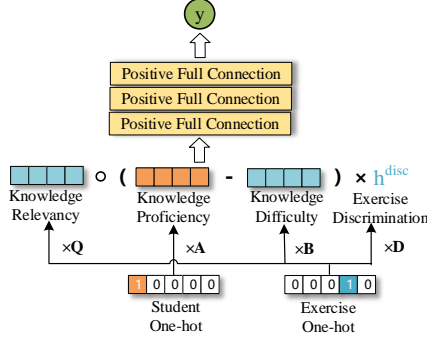 y
Positive Full Connection
Positive Full Connection
Positive Full Connection
∘ ( - ) × h^disc
Knowledge Relevancy
Knowledge Proficiency
Knowledge Difficulty
Exercise Discrimination
×Q
×A
×B
×D
1 0 0 0 0
0 0 0 1 0
Student One-hot
Exercise One-hot